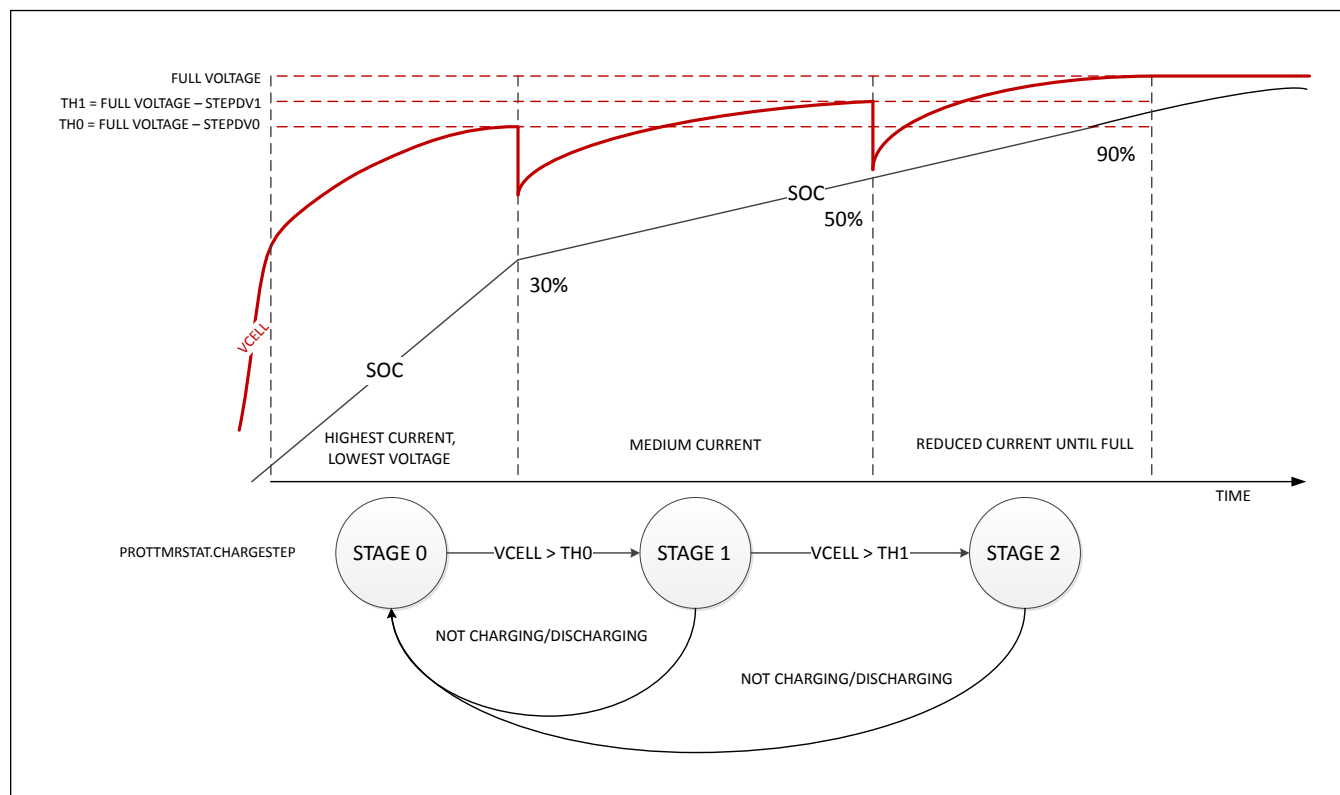 FULL VOLTAGE
TH1 = FULL VOLTAGE – STEPDV1
TH0 = FULL VOLTAGE – STEPDV0
90%
SOC
50%
30%
VCELL
SOC
HIGHEST CURRENT,
LOWEST VOLTAGE
MEDIUM CURRENT
REDUCED CURRENT UNTIL FULL
TIME
PROTTMRSTAT.CHARGESTEP
STAGE 0
VCELL > TH0
STAGE 1
VCELL > TH1
STAGE 2
NOT CHARGING/DISCHARGING
NOT CHARGING/DISCHARGING